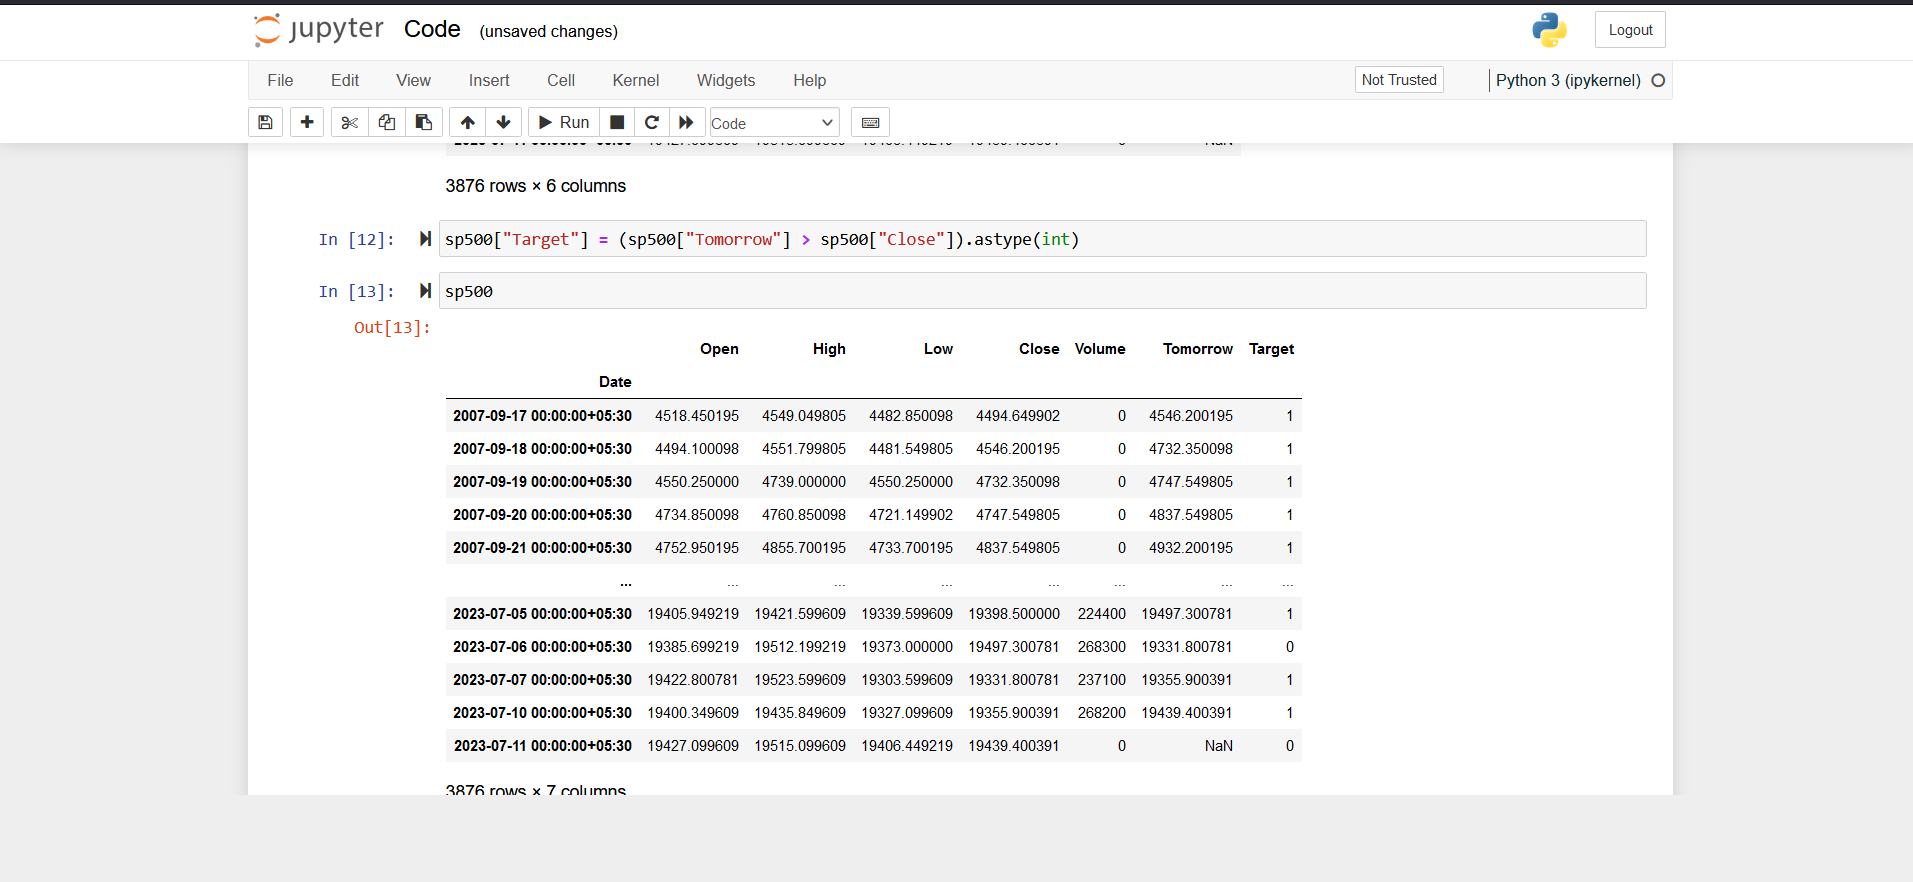 jupyter Code (unsaved changes) Logout
File Edit View Insert Cell Kernel Widgets Help Not Trusted Python 3 (ipykernel)
Run Code
3876 rows × 6 columns
In [12]: sp500["Target"] = (sp500["Tomorrow"] > sp500["Close"]).astype(int)
In [13]: sp500
Out[13]:
Open High Low Close Volume Tomorrow Target
Date
2007-09-17 00:00:00+05:30 4518.450195 4549.049805 4482.850098 4494.649902 0 4546.200195 1
2007-09-18 00:00:00+05:30 4494.100098 4551.799805 4481.549805 4546.200195 0 4732.350098 1
2007-09-19 00:00:00+05:30 4550.250000 4739.000000 4550.250000 4732.350098 0 4747.549805 1
2007-09-20 00:00:00+05:30 4734.850098 4760.850098 4721.149902 4747.549805 0 4837.549805 1
2007-09-21 00:00:00+05:30 4752.950195 4855.700195 4733.700195 4837.549805 0 4932.200195 1
... ... ... ... ... ... ... ...
2023-07-05 00:00:00+05:30 19405.949219 19421.599609 19339.599609 19398.500000 224400 19497.300781 1
2023-07-06 00:00:00+05:30 19385.699219 19512.199219 19373.000000 19497.300781 268300 19331.800781 0
2023-07-07 00:00:00+05:30 19422.800781 19523.599609 19303.599609 19331.800781 237100 19355.900391 1
2023-07-10 00:00:00+05:30 19400.349609 19435.849609 19327.099609 19355.900391 268200 19439.400391 1
2023-07-11 00:00:00+05:30 19427.099609 19515.099609 19406.449219 19439.400391 0 NaN 0
3876 rows × 7 columns